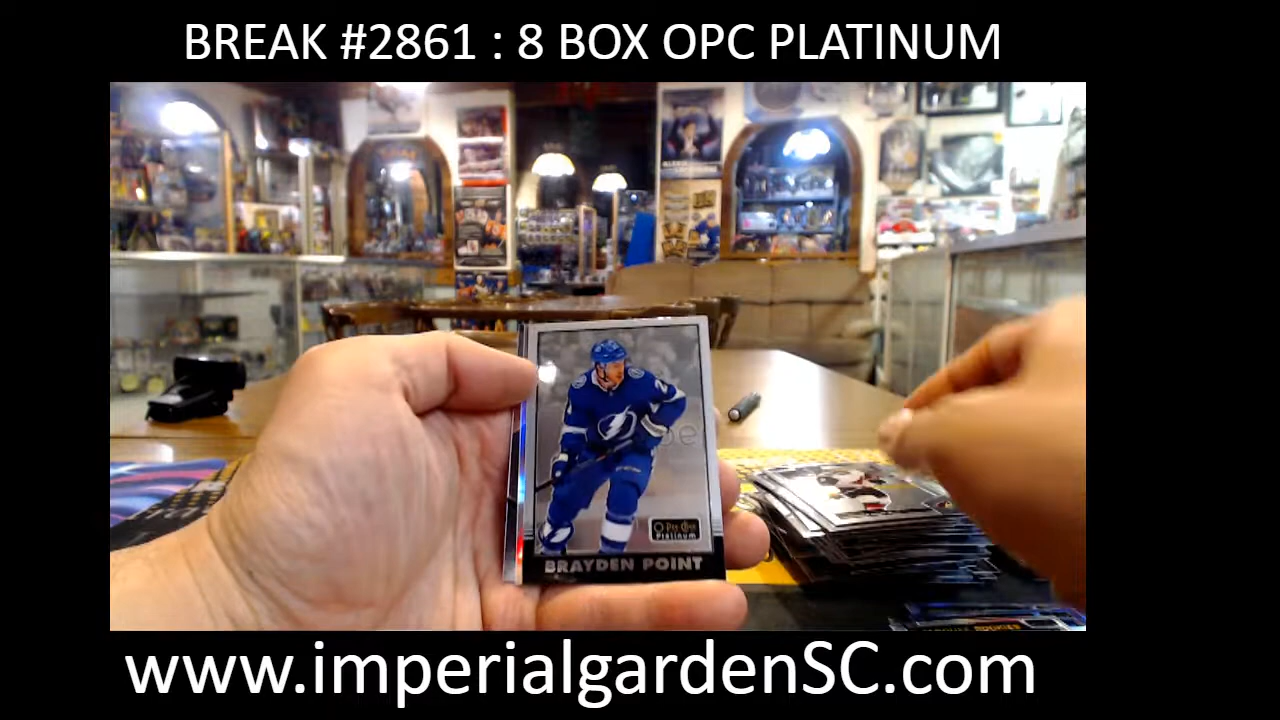 BREAK #2861 : 8 BOX OPC PLATINUM
O-Pee-Chee
Platinum
BRAYDEN POINT
www.imperialgardenSC.com